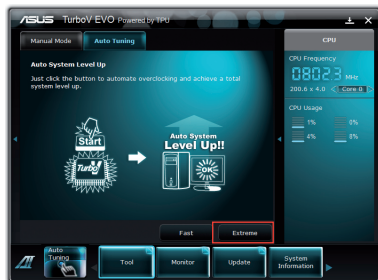 ASUS TurboV EVO Powered by TPU
Manual Mode
Auto Tuning
Auto System Level Up
Just click the button to automate overclocking and achieve a total
system level up.
Start
Turbo
Auto System
Level Up!!
OK
Fast
Extreme
CPU
CPU Frequency
0802.3 MHz
200.6 x 4.0 < Core 0 >
CPU Usage
1%
0%
4%
8%
Auto
Tuning
Tool
Monitor
Update
System
Information